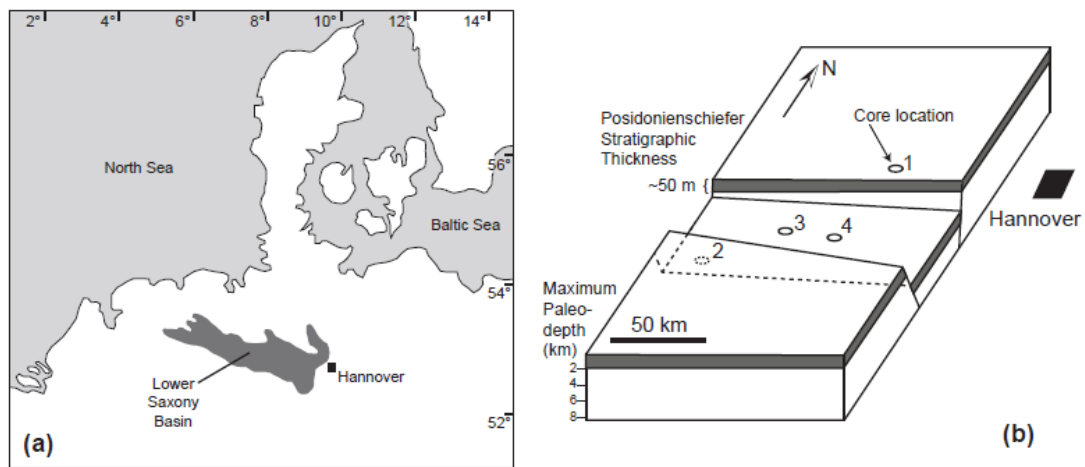 2°
4°
6°
8°
10°
12°
14°
North Sea
56°
Baltic Sea
54°
Lower
Saxony
Basin
Hannover
52°
(a)
N
Posidonienschiefer
Stratigraphic
Thickness
~50 m {
Core location
1
Hannover
3
4
2
Maximum
Paleo-
depth
(km)
50 km
2
4
6
8
(b)